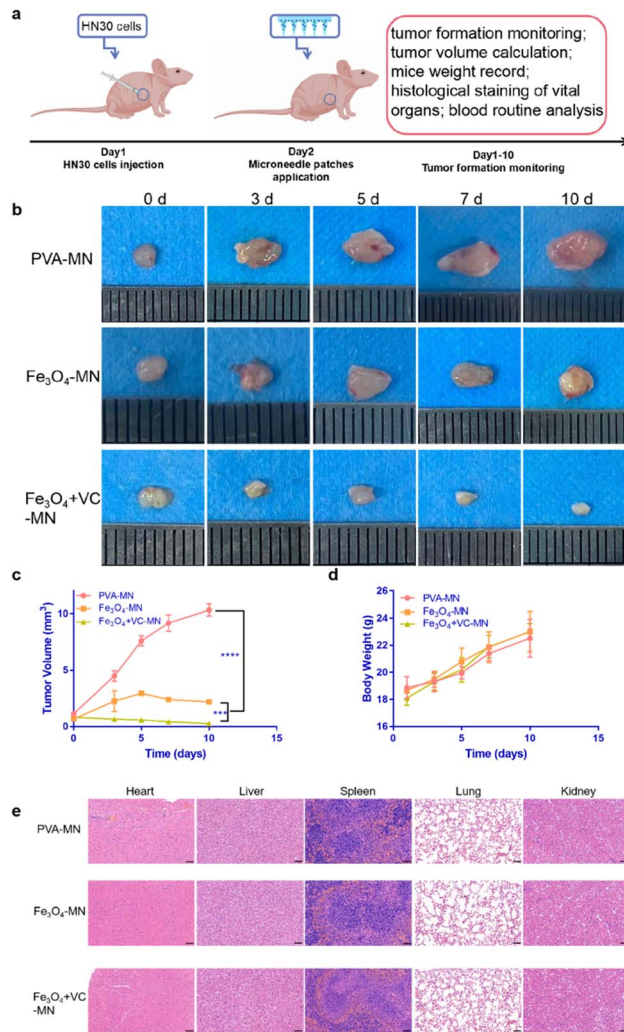 a
HN30 cells
tumor formation monitoring;
tumor volume calculation;
mice weight record;
histological staining of vital
organs; blood routine analysis
Day1
HN30 cells injection
Day2
Microneedle patches
application
Day1-10
Tumor formation monitoring
b
0 d 3 d 5 d 7 d 10 d
PVA-MN
Fe₃O₄-MN
Fe₃O₄+VC
-MN
c
PVA-MN
Fe₃O₄-MN
Fe₃O₄+VC-MN
Tumor Volume (mm³)
10
5
0
****
***
0 5 10 15
Time (days)
d
PVA-MN
Fe₃O₄-MN
Fe₃O₄+VC-MN
Body Weight (g)
26
24
22
20
18
16
0 5 10 15
Time (days)
e
Heart Liver Spleen Lung Kidney
PVA-MN
Fe₃O₄-MN
Fe₃O₄+VC
-MN